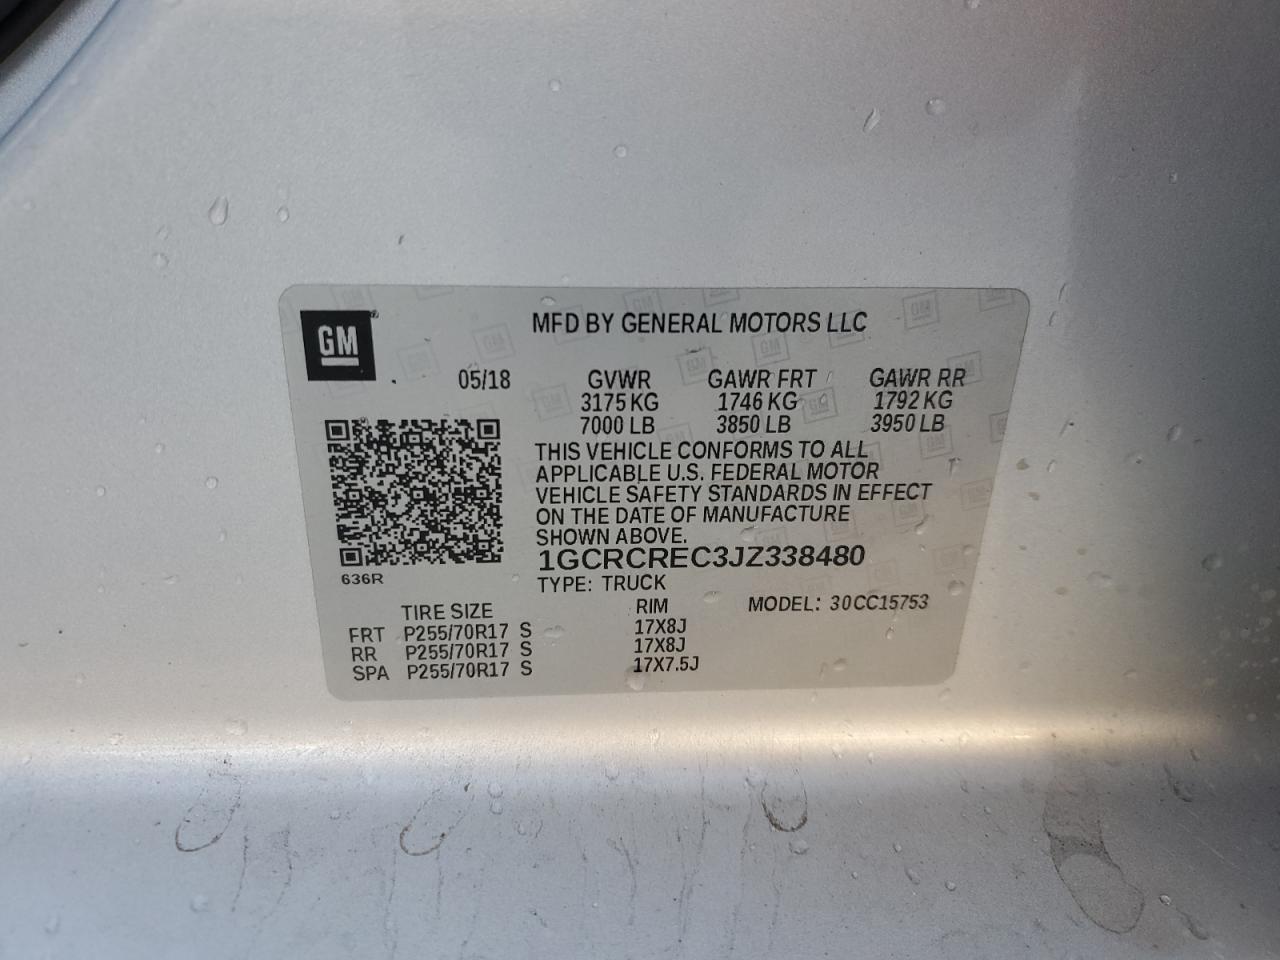 GM
MFD BY GENERAL MOTORS LLC
05/18 GVWR GAWR FRT GAWR RR
3175 KG 1746 KG 1792 KG
7000 LB 3850 LB 3950 LB
THIS VEHICLE CONFORMS TO ALL
APPLICABLE U.S. FEDERAL MOTOR
VEHICLE SAFETY STANDARDS IN EFFECT
ON THE DATE OF MANUFACTURE
SHOWN ABOVE.
1GCRCREC3JZ338480
636R
TYPE: TRUCK
TIRE SIZE RIM MODEL: 30CC15753
FRT P255/70R17 S 17X8J
RR P255/70R17 S 17X8J
SPA P255/70R17 S 17X7.5J